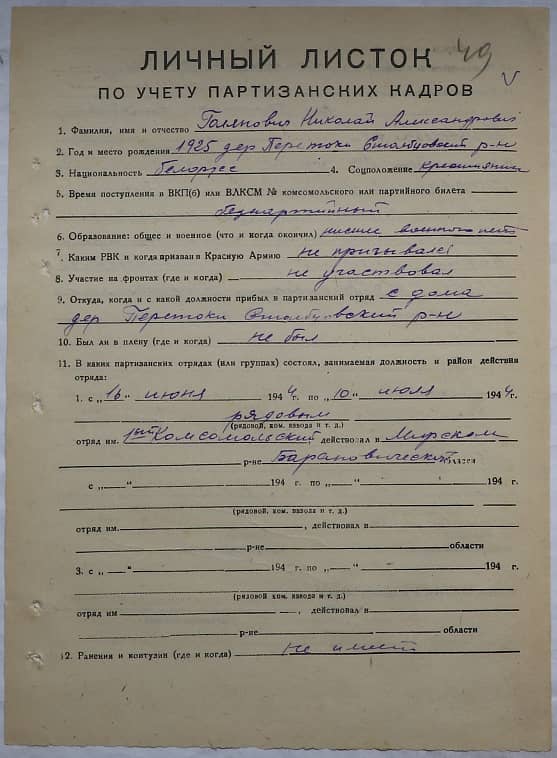 49
V
ЛИЧНЫЙ ЛИСТОК
ПО УЧЕТУ ПАРТИЗАНСКИХ КАДРОВ
1. Фамилия, имя и отчество Николай Александрович
2. Год и место рождения 1925 дер Перетоки Столбцовский р-н
3. Национальность белорус 4. Соцположение крестьянин
5. Время поступления в ВКП(б) или ВЛКСМ № комсомольского или партийного билета
безпартийный
6. Образование: общее и военное (что и когда окончил) низшее военного нет
7. Каким РВК и когда призван в Красную Армию не призывался
8. Участие на фронтах (где и когда) не участвовал
9. Откуда, когда и с какой должности прибыл в партизанский отряд с дома
дер Перетоки Столбцовский р-н
10. Был ли в плену (где и когда) не был
11. В каких партизанских отрядах (или группах) состоял, занимаемая должность и район действия
отряда:
1. с „16“ июня 1944 г. по „10“ июля 1944 г.
рядовым
(рядовой, ком. взвода и т. д.)
отряд им. 1ый Комсомольский действовал в Мирском
р-не Барановической области
с „—“ 194 г. по „—“ 194 г.
(рядовой, ком. взвода и т. д.)
отряд им. , действовал в
р-не области
3. с „—“ 194 г. по „—“ 194 г.
(рядовой, ком. взвода и т. д.)
отряд им , действовал в
р-не области
12. Ранения и контузии (где и когда) не имеет